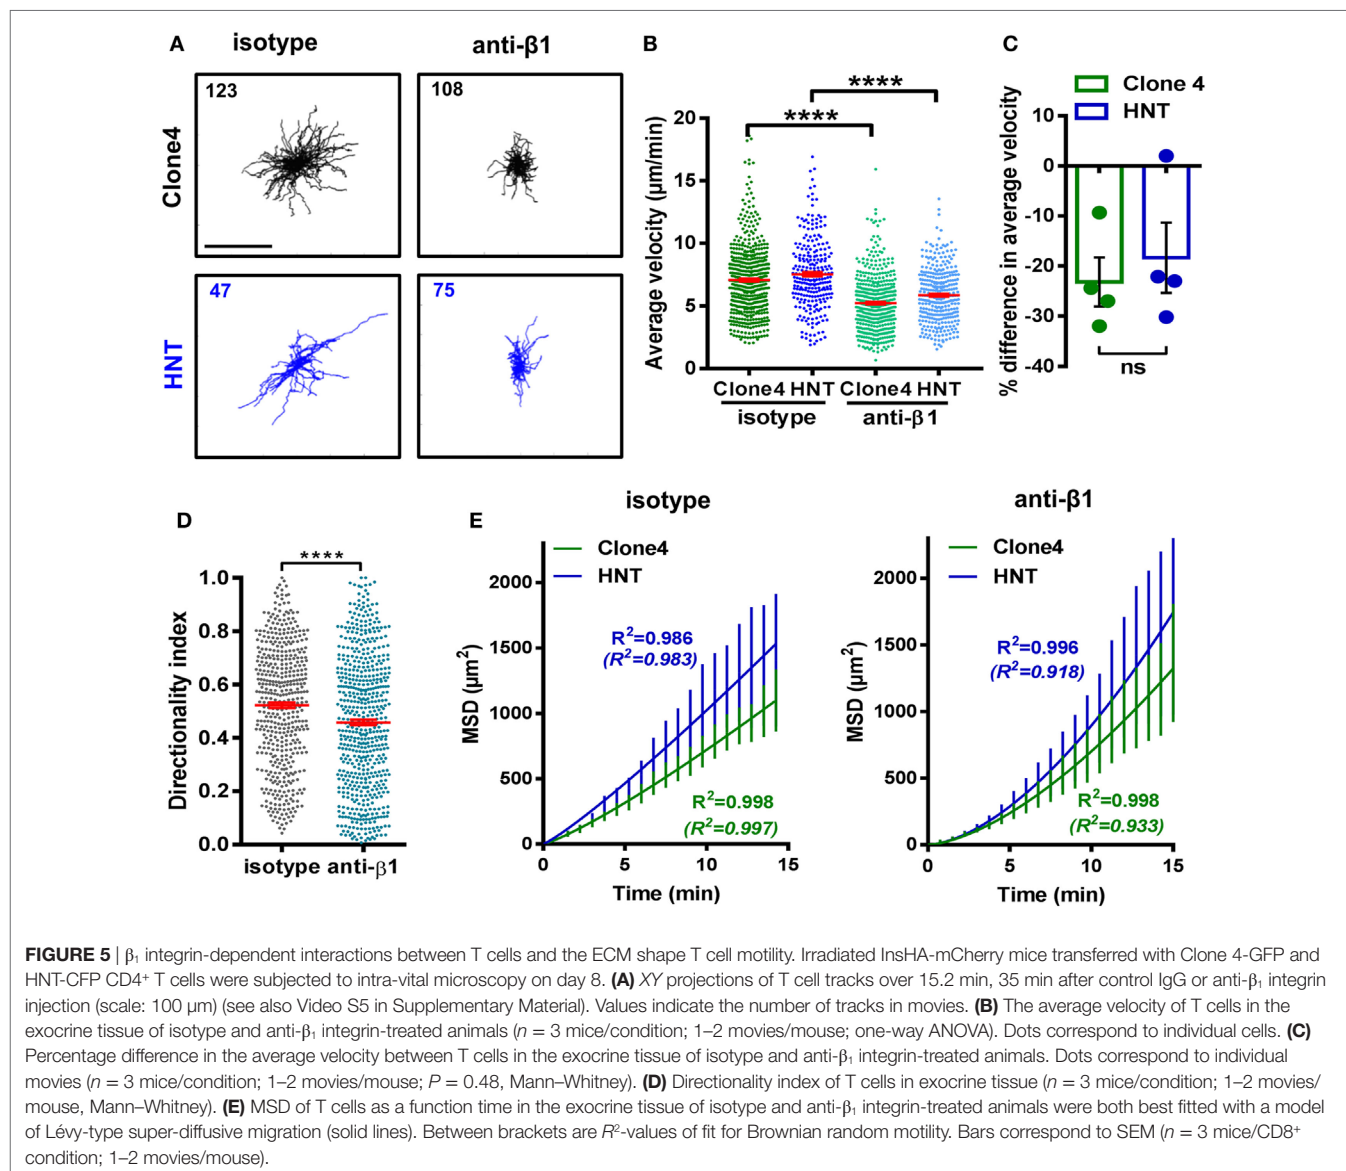 A
isotype
anti-β1
Clone4
123
108
HNT
47
75
B
Average velocity (μm/min)
20
15
10
5
0
****
****
Clone4 HNT Clone4 HNT
isotype anti-β1
C
Clone 4
HNT
% difference in average velocity
10
0
-10
-20
-30
-40
ns
D
Directionality index
1.0
0.8
0.6
0.4
0.2
0.0
****
isotype anti-β1
E
isotype
Clone4
HNT
MSD (μm²)
2000
1500
1000
500
0
R²=0.986
(R²=0.983)
R²=0.998
(R²=0.997)
0 5 10 15
Time (min)
anti-β1
Clone4
HNT
MSD (μm²)
2000
1500
1000
500
0
R²=0.996
(R²=0.918)
R²=0.998
(R²=0.933)
0 5 10 15
Time (min)
FIGURE 5 | β₁ integrin-dependent interactions between T cells and the ECM shape T cell motility. Irradiated InsHA-mCherry mice transferred with Clone 4-GFP and
HNT-CFP CD4⁺ T cells were subjected to intra-vital microscopy on day 8. (A) XY projections of T cell tracks over 15.2 min, 35 min after control IgG or anti-β₁ integrin
injection (scale: 100 μm) (see also Video S5 in Supplementary Material). Values indicate the number of tracks in movies. (B) The average velocity of T cells in the
exocrine tissue of isotype and anti-β₁ integrin-treated animals (n = 3 mice/condition; 1–2 movies/mouse; one-way ANOVA). Dots correspond to individual cells. (C)
Percentage difference in the average velocity between T cells in the exocrine tissue of isotype and anti-β₁ integrin-treated animals. Dots correspond to individual
movies (n = 3 mice/condition; 1–2 movies/mouse; P = 0.48, Mann–Whitney). (D) Directionality index of T cells in exocrine tissue (n = 3 mice/condition; 1–2 movies/
mouse, Mann–Whitney). (E) MSD of T cells as a function time in the exocrine tissue of isotype and anti-β₁ integrin-treated animals were both best fitted with a model
of Lévy-type super-diffusive migration (solid lines). Between brackets are R²-values of fit for Brownian random motility. Bars correspond to SEM (n = 3 mice/CD8⁺
condition; 1–2 movies/mouse).